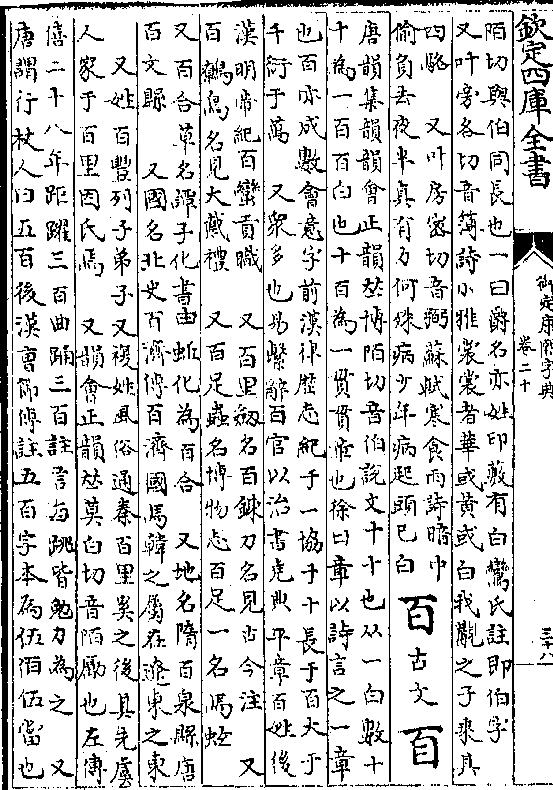 欽定四庫全書
御定康熙字典
卷二十
三十八
陌切與伯同長也一曰爵名亦姓印藪有白鸞氏註即伯字
又叶旁各切音薄詩小雅裳裳者華或黄或白我覯之子乘其
四駱　又叶房密切音弼蘇軾寒食雨詩暗中
偷負去夜半真有力何殊病少年病起頭已白
百古文百
唐韻集韻韻會正韻𠀤博陌切音伯說文十十也从一白數十
十為一百百白也十百為一貫貫章也徐曰章以詩言之一章
也百亦成數會意字前漢律歷志紀于一協于十長于百大于
千衍于萬　又衆多也易繫辭百官以治書堯典平章百姓後
漢明帝紀百蠻貢職　又百里劒名百鍊刀名見古今注　又
百鷯鳥名見大戴禮　又百足蟲名博物志百足一名馬蚿
又百合草名譚子化書由蚯化為百合　又地名隋百泉縣唐
百丈縣　又國名北史百濟傳百濟國馬韓之屬在遼東之東
又姓百豐列子弟子又複姓風俗通秦百里奚之後其先虞
人家于百里因氏焉　又韻會正韻𠀤莫白切音陌勵也左傳
僖二十八年距躍三百曲踊三百註言每跳皆勉力為之　又
唐謂行杖人曰五百後漢曹節傳註五百字本為伍佰伍當也